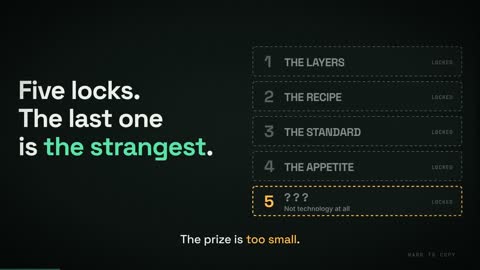 Five locks.
The last one
is the strangest.
1 THE LAYERS LOCKED
2 THE RECIPE LOCKED
3 THE STANDARD LOCKED
4 THE APPETITE LOCKED
5 ??? LOCKED
Not technology at all
The prize is too small.
HARD TO COPY